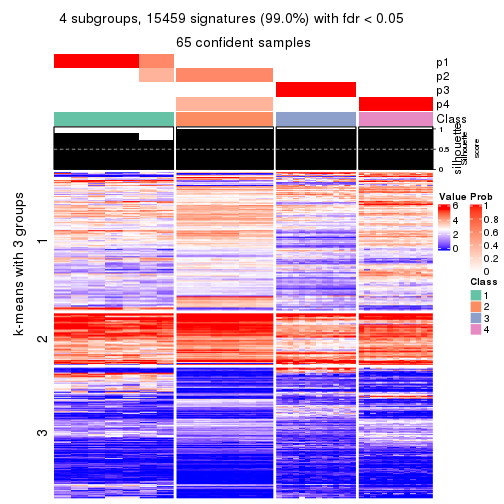 4 subgroups, 15459 signatures (99.0%) with fdr < 0.05
65 confident samples
p1
p2
p3
p4
Class
silhouette
Silhouette
score
1
0.5
0
k-means with 3 groups
1
2
3
Value
6
4
2
0
Prob
1
0.8
0.6
0.4
0.2
0
Class
1
2
3
4